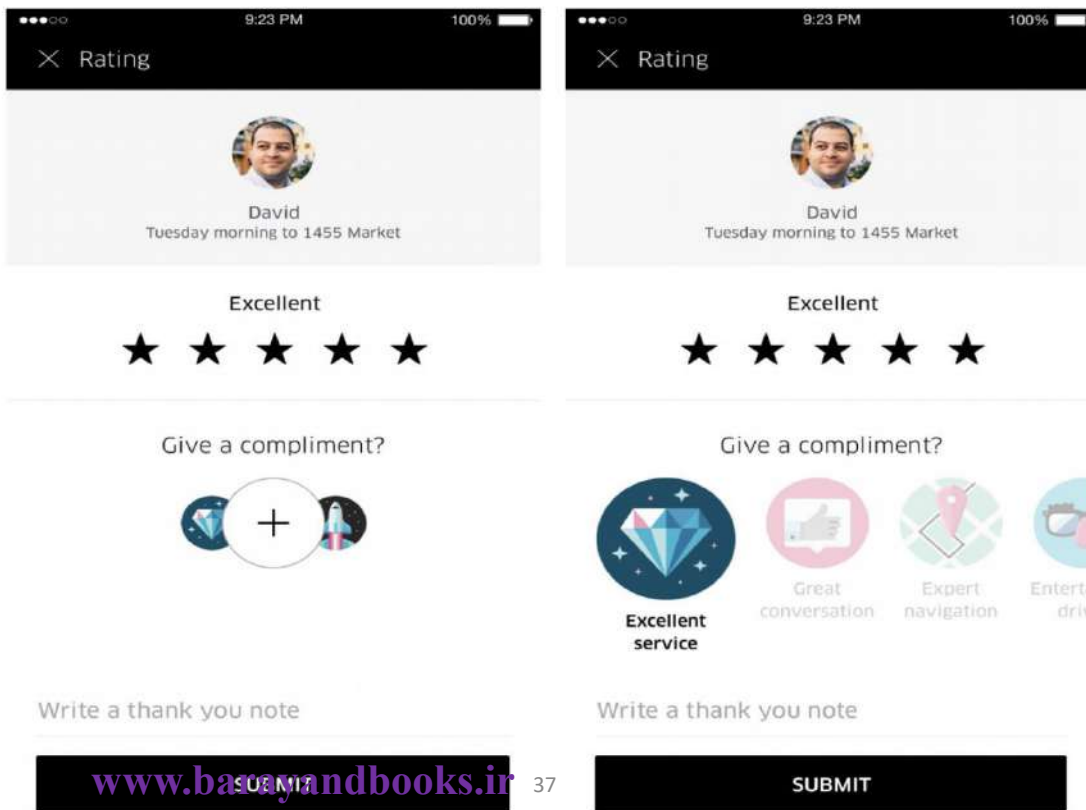 9:23 PM 100%
Rating
David
Tuesday morning to 1455 Market
Excellent
Give a compliment?
Write a thank you note
SUBMIT
9:23 PM 100%
Rating
David
Tuesday morning to 1455 Market
Excellent
Give a compliment?
Excellent
service
Great
conversation
Expert
navigation
Write a thank you note
SUBMIT
www.barayandbooks.ir
37